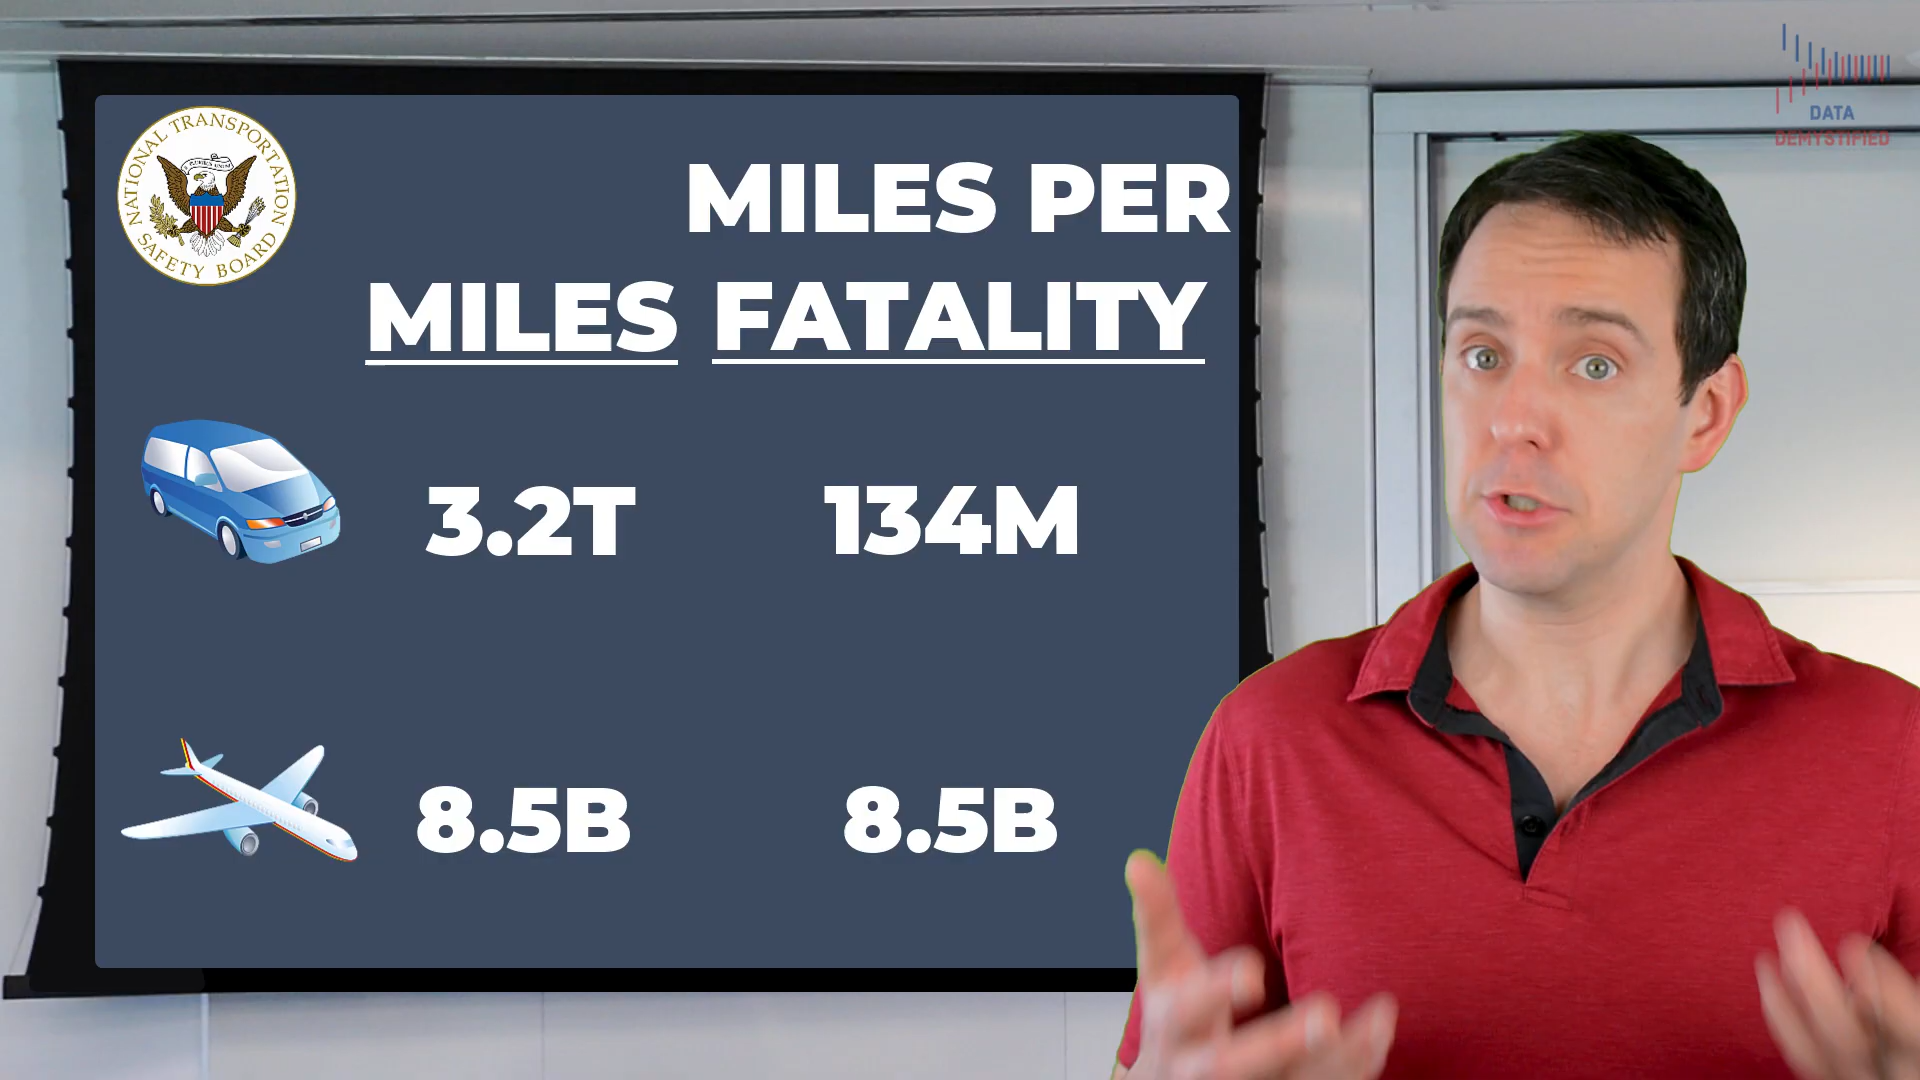 NATIONAL TRANSPORTATION
SAFETY BOARD
MILES PER
MILES FATALITY
3.2T 134M
8.5B 8.5B
DATA
DEMYSTIFIED